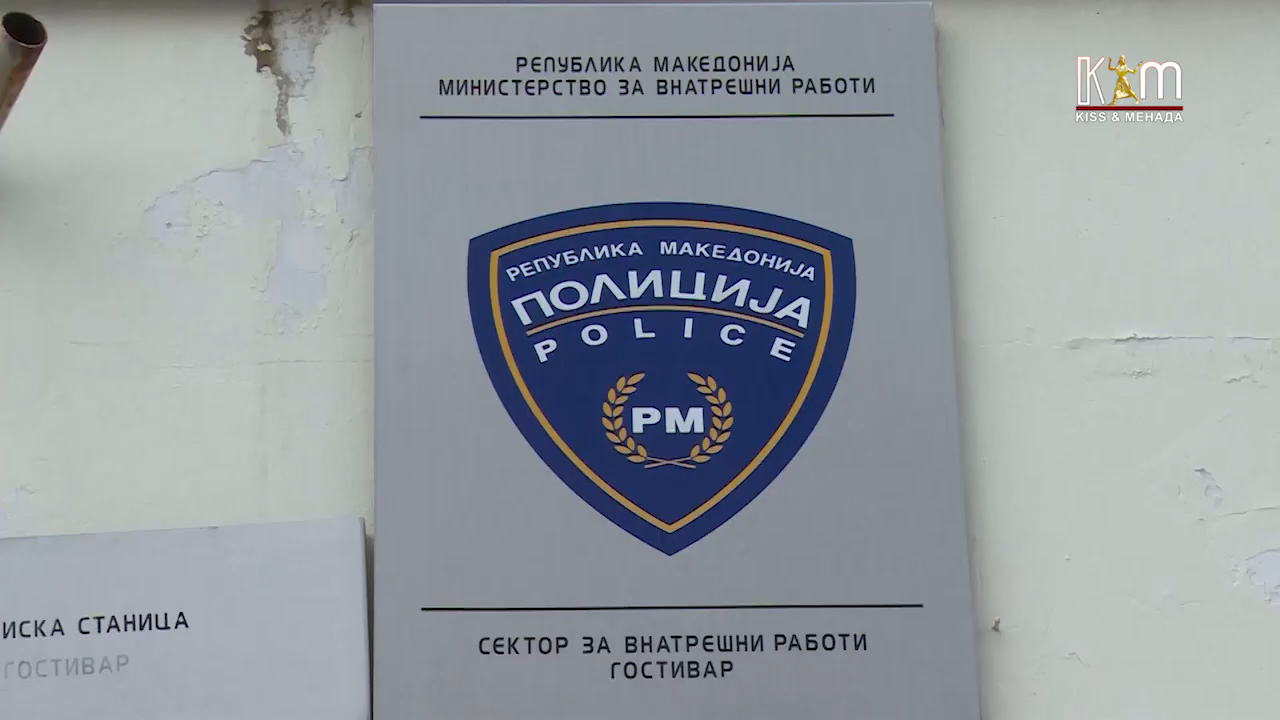 РЕПУБЛИКА МАКЕДОНИЈА
МИНИСТЕРСТВО ЗА ВНАТРЕШНИ РАБОТИ
KM
KISS & МЕНАДА
РЕПУБЛИКА МАКЕДОНИЈА
ПОЛИЦИЈА
POLICE
РМ
СЕКТОР ЗА ВНАТРЕШНИ РАБОТИ
ГОСТИВАР
ИСКА СТАНИЦА
ГОСТИВАР